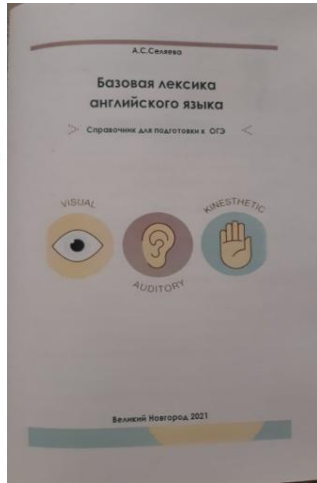 А.С.Селяева
Базовая лексика
английского языка
Справочник для подготовки к ОГЭ
VISUAL
KINESTHETIC
AUDITORY
Великий Новгород 2021